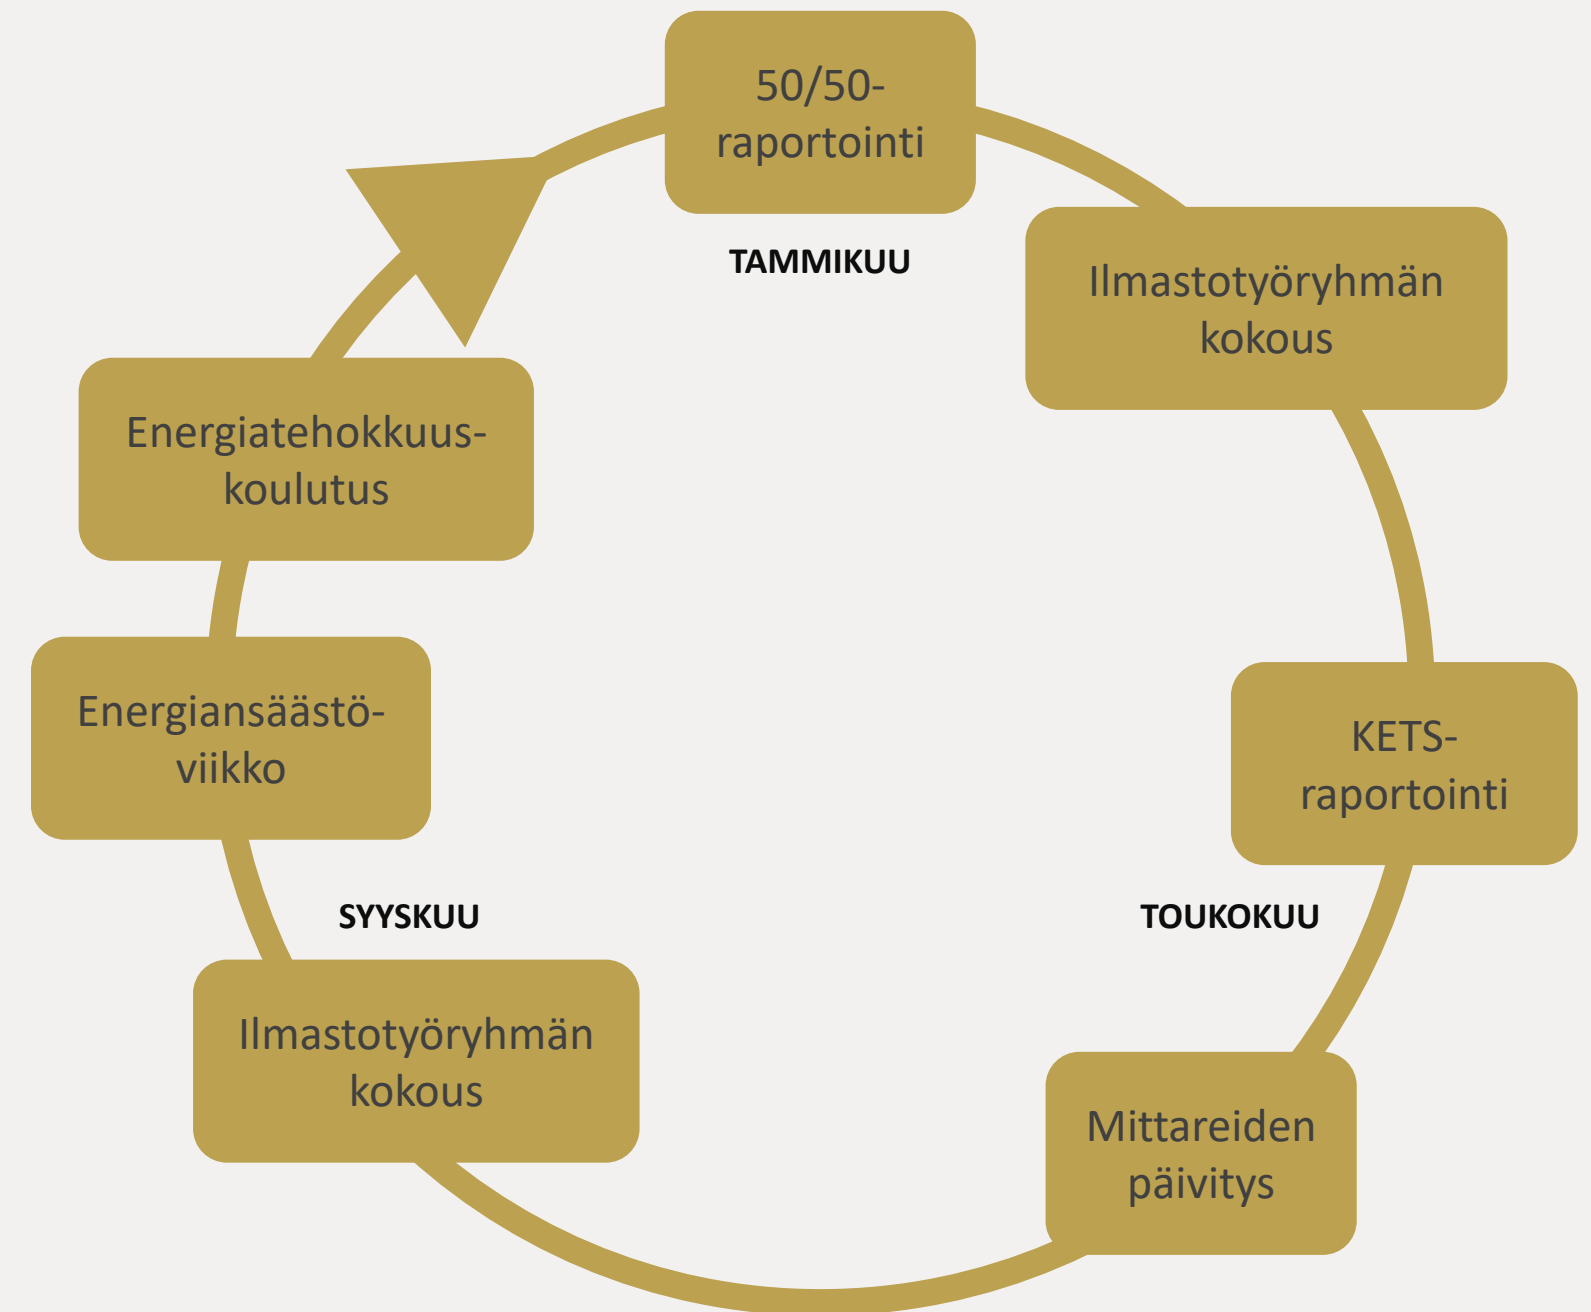 50/50-
raportointi
TAMMIKUU
Ilmastotyöryhmän
kokous
KETS-
raportointi
TOUKOKUU
Mittareiden
päivitys
Ilmastotyöryhmän
kokous
SYYSKUU
Energiansäästö-
viikko
Energiatehokkuus-
koulutus